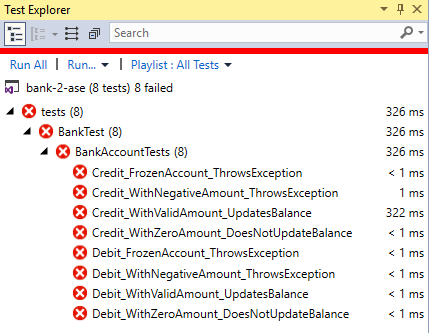 Test Explorer
Search
Run All | Run... | Playlist : All Tests
bank-2-ase (8 tests) 8 failed
tests (8) 326 ms
BankTest (8) 326 ms
BankAccountTests (8) 326 ms
Credit_FrozenAccount_ThrowsException < 1 ms
Credit_WithNegativeAmount_ThrowsException 1 ms
Credit_WithValidAmount_UpdatesBalance 322 ms
Credit_WithZeroAmount_DoesNotUpdateBalance < 1 ms
Debit_FrozenAccount_ThrowsException < 1 ms
Debit_WithNegativeAmount_ThrowsException < 1 ms
Debit_WithValidAmount_UpdatesBalance < 1 ms
Debit_WithZeroAmount_DoesNotUpdateBalance < 1 ms